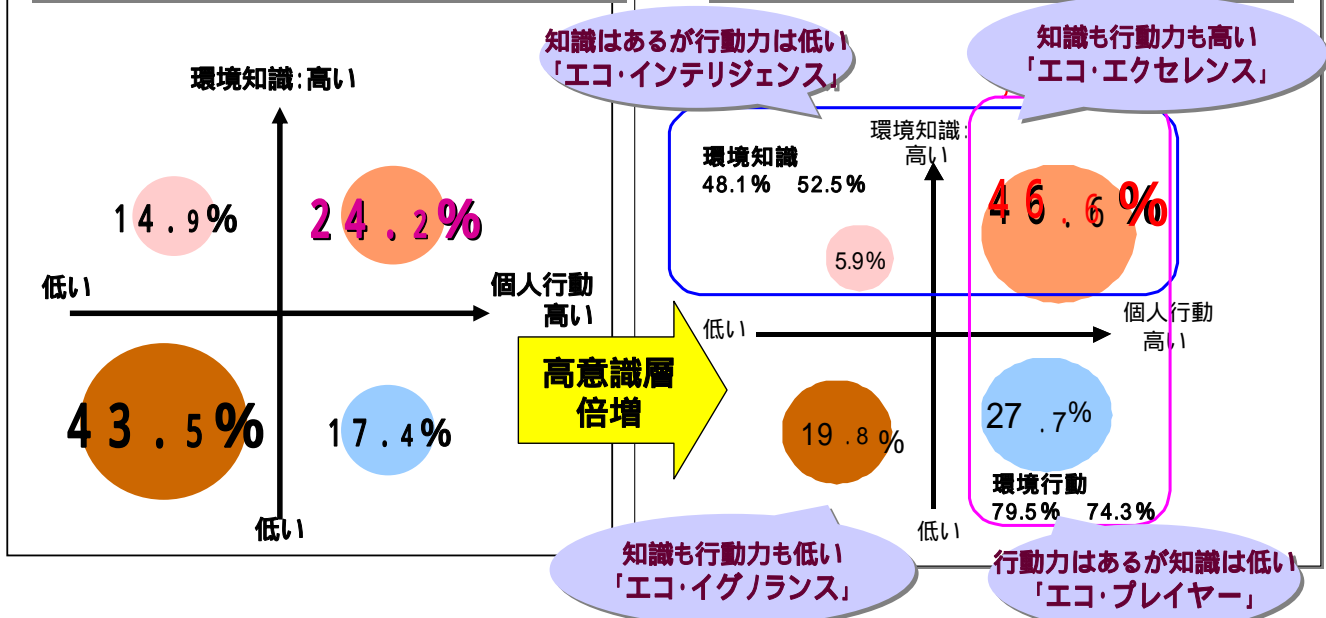 環境知識:高い
14.9%
24.2%
低い
個人行動
高い
43.5%
17.4%
低い
高意識層
倍増
知識はあるが行動力は低い
「エコ・インテリジェンス」
知識も行動力も高い
「エコ・エクセレンス」
環境知識:
高い
環境知識
48.1% 52.5%
46.6%
5.9%
低い
個人行動
高い
19.8%
27.7%
環境行動
79.5% 74.3%
低い
知識も行動力も低い
「エコ・イグノランス」
行動力はあるが知識は低い
「エコ・プレイヤー」